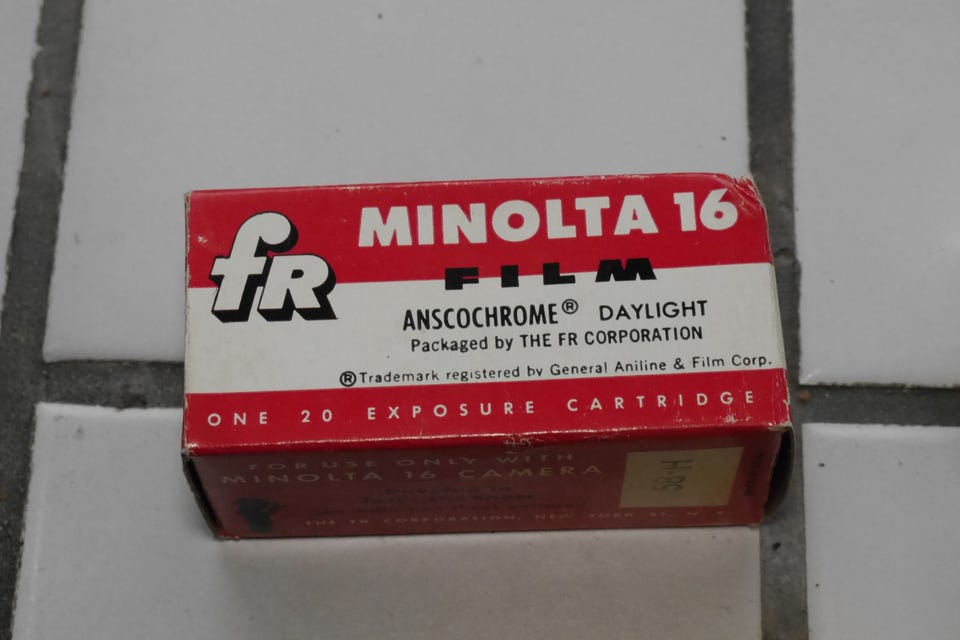 fR
MINOLTA 16
FILM
ANSCOCHROME® DAYLIGHT
Packaged by THE FR CORPORATION
®Trademark registered by General Aniline & Film Corp.
ONE 20 EXPOSURE CARTRIDGE
FOR USE ONLY WITH
MINOLTA 16 CAMERA
THE FR CORPORATION, NEW YORK 51, N. Y.